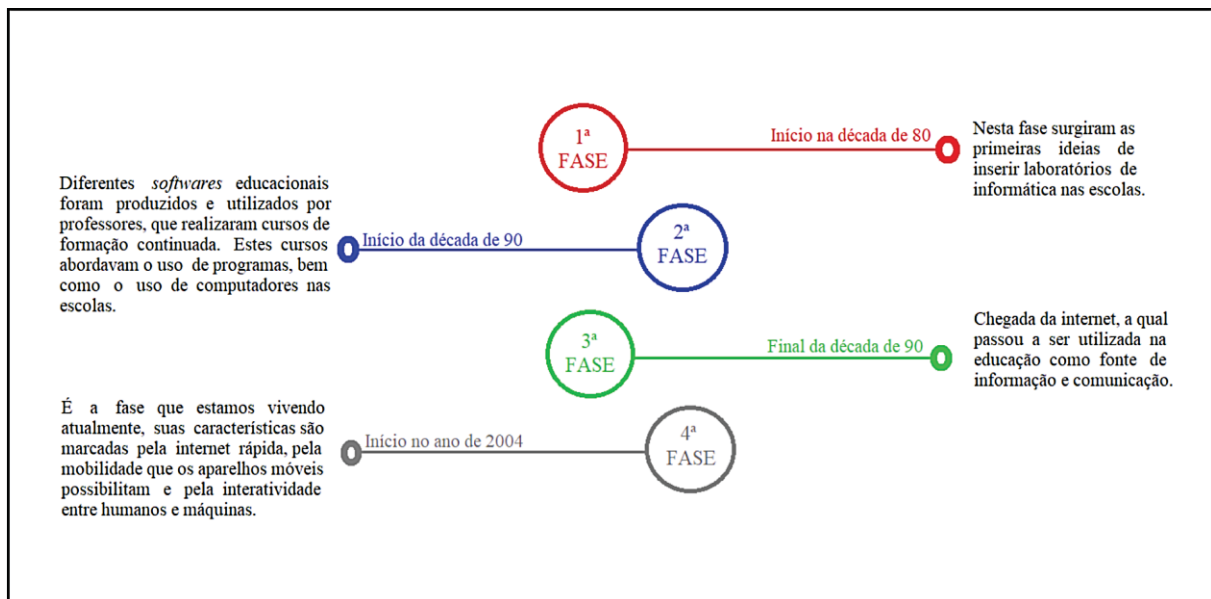 1ª
FASE
Início na década de 80
Nesta fase surgiram as
primeiras ideias de
inserir laboratórios de
informática nas escolas.
Diferentes softwares educacionais
foram produzidos e utilizados por
professores, que realizaram cursos de
formação continuada. Estes cursos
abordavam o uso de programas, bem
como o uso de computadores nas
escolas.
Início da década de 90
2ª
FASE
3ª
FASE
Final da década de 90
Chegada da internet, a qual
passou a ser utilizada na
educação como fonte de
informação e comunicação.
É a fase que estamos vivendo
atualmente, suas características são
marcadas pela internet rápida, pela
mobilidade que os aparelhos móveis
possibilitam e pela interatividade
entre humanos e máquinas.
Início no ano de 2004
4ª
FASE